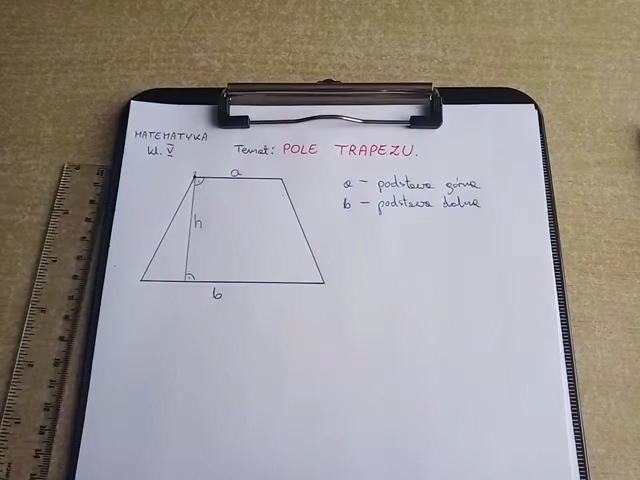 MATEMATYKA
kl. V
Temat: POLE TRAPEZU.
a
a - podstawa górna
b - podstawa dolna
h
b